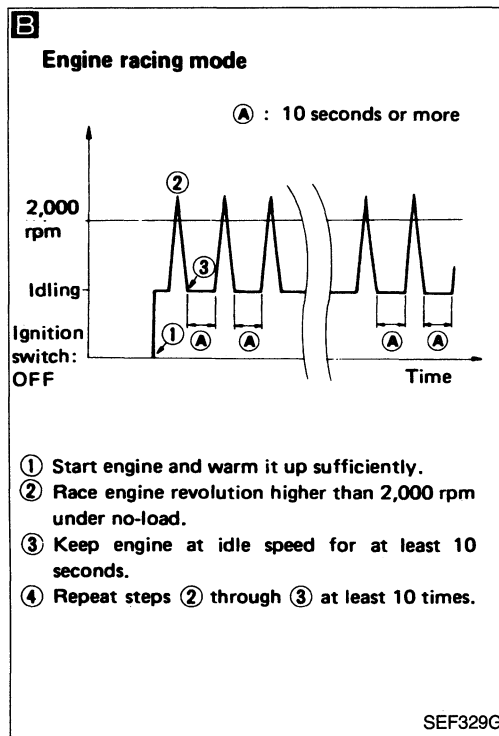 B
Engine racing mode
Ⓐ : 10 seconds or more
②
2,000
rpm
③
Idling
Ignition
switch:
OFF
①
Ⓐ Ⓐ Ⓐ Ⓐ
Time
① Start engine and warm it up sufficiently.
② Race engine revolution higher than 2,000 rpm
under no-load.
③ Keep engine at idle speed for at least 10
seconds.
④ Repeat steps ② through ③ at least 10 times.
SEF329G